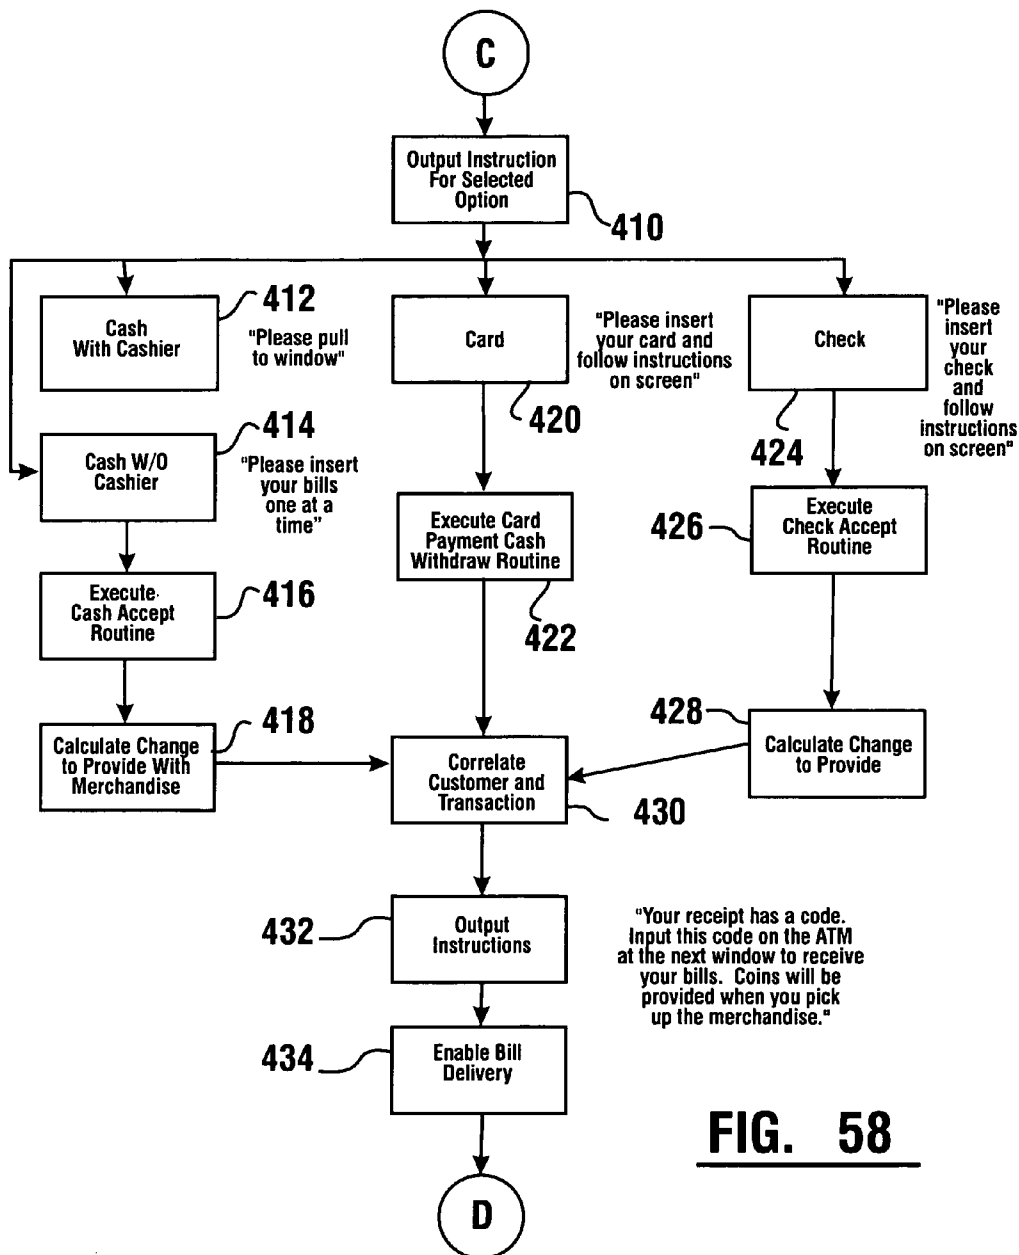 C
Output Instruction
For Selected
Option
410
Cash
With Cashier
412
"Please pull
to window"
Card
"Please insert
your card and
follow instructions
on screen"
420
Check
"Please
insert
your
check
and
follow
instructions
on screen"
424
Cash W/O
Cashier
414
"Please insert
your bills
one at a
time"
Execute
Cash Accept
Routine
416
Execute Card
Payment Cash
Withdraw Routine
422
426
Execute
Check Accept
Routine
Calculate Change
to Provide With
Merchandise
418
Correlate
Customer and
Transaction
430
428
Calculate Change
to Provide
432
Output
Instructions
"Your receipt has a code.
Input this code on the ATM
at the next window to receive
your bills. Coins will be
provided when you pick
up the merchandise."
434
Enable Bill
Delivery
D
FIG. 58